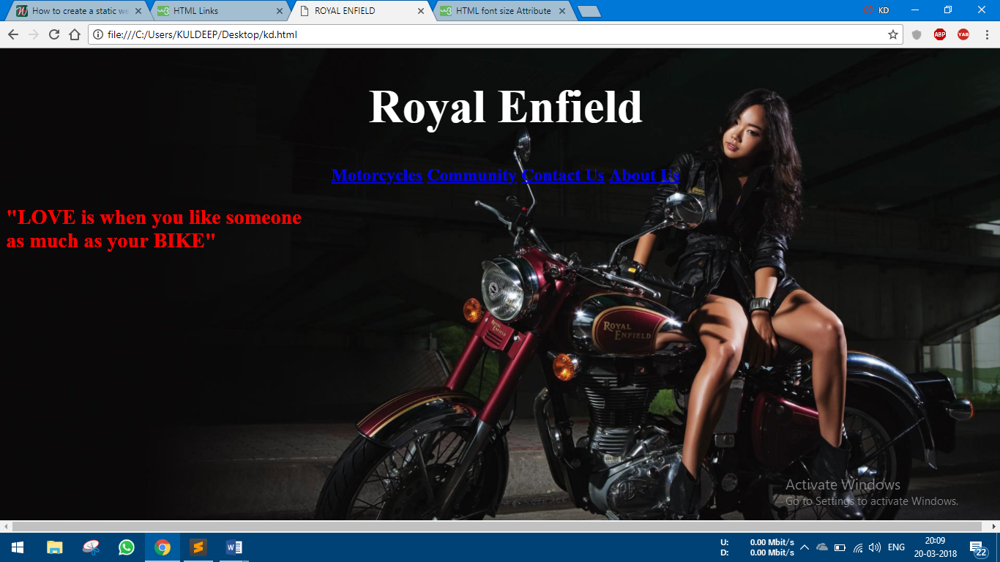 How to create a static we
HTML Links
ROYAL ENFIELD
HTML font size Attribute
KD
file:///C:/Users/KULDEEP/Desktop/kd.html
ABP
YAB
Royal Enfield
Motorcycles Community Contact Us About Us
"LOVE is when you like someone
as much as your BIKE"
ROYAL
ENFIELD
ROYAL
ENFIELD
Activate Windows
Go to Settings to activate Windows.
U: 0.00 Mbit/s
D: 0.00 Mbit/s
ENG
20:09
20-03-2018
22